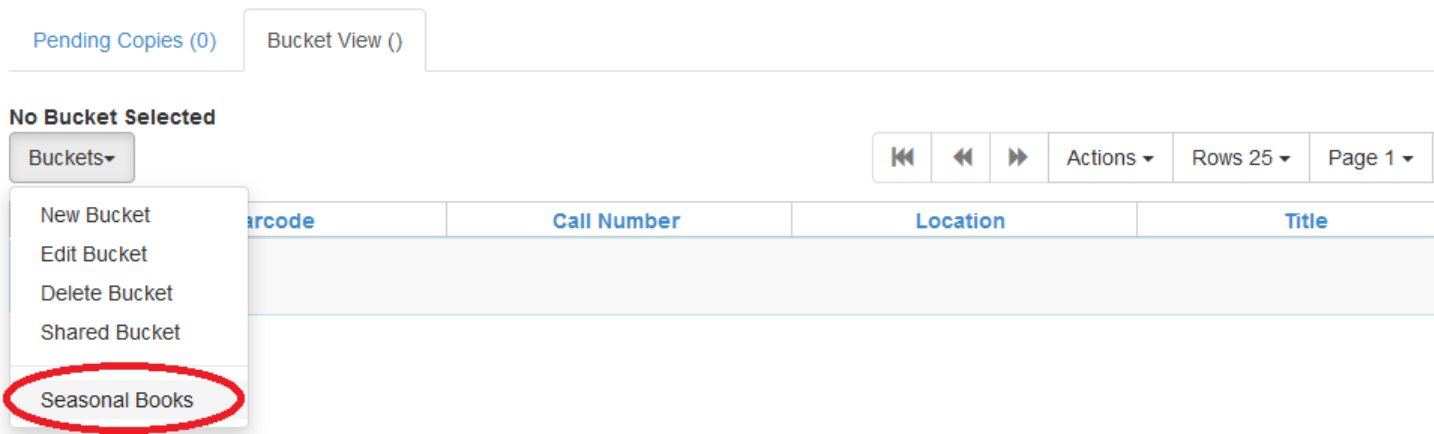 Pending Copies (0) Bucket View ()
No Bucket Selected
Buckets Actions Rows 25 Page 1
New Bucket
arcode Call Number Location Title
Edit Bucket
Delete Bucket
Shared Bucket
Seasonal Books